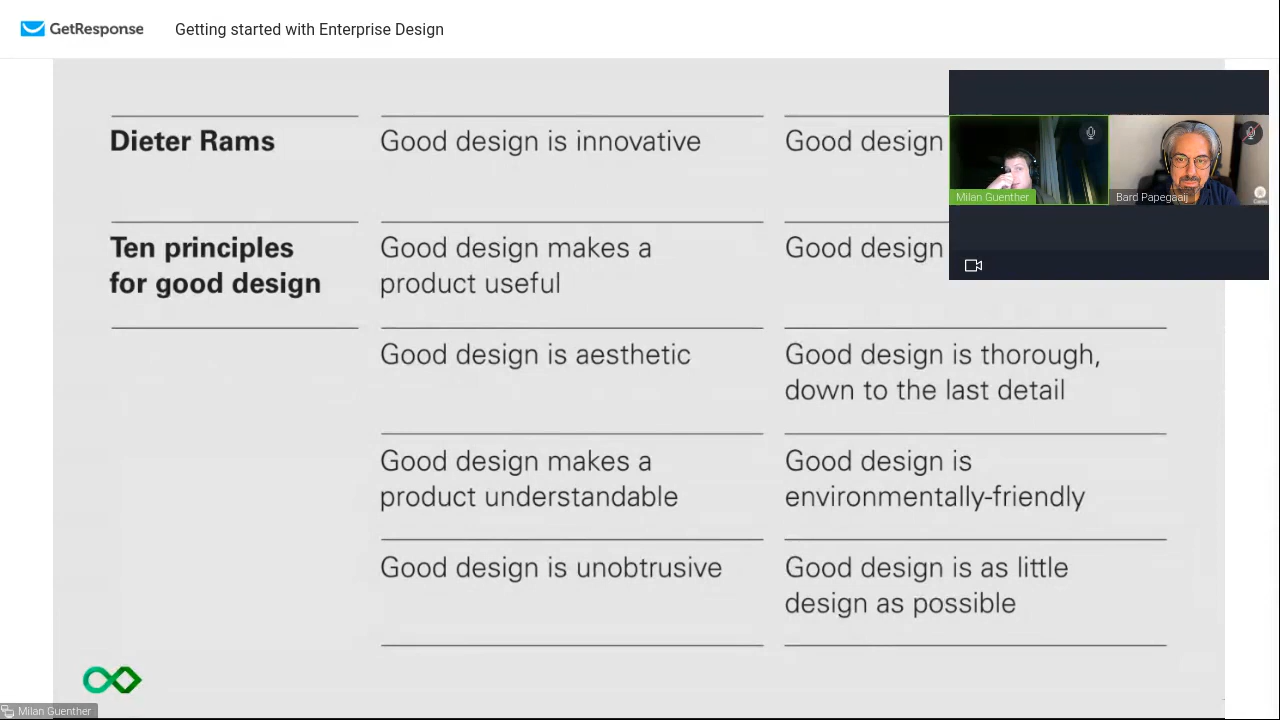 GetResponse
Getting started with Enterprise Design
Dieter Rams
Ten principles
for good design
Good design is innovative
Good design makes a
product useful
Good design is aesthetic
Good design makes a
product understandable
Good design is unobtrusive
Good design
Good design
Good design is thorough,
down to the last detail
Good design is
environmentally-friendly
Good design is as little
design as possible
Milan Guenther
Bard Papegaaij
Milan Guenther